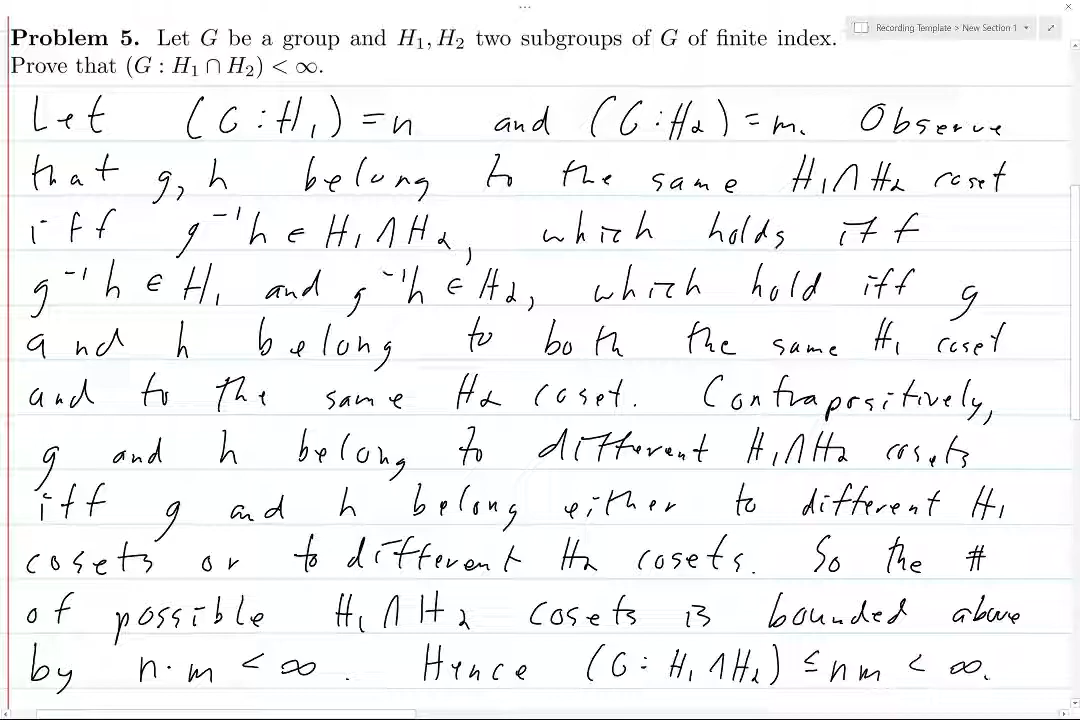 Recording Template > New Section 1
Problem 5. Let G be a group and H₁, H₂ two subgroups of G of finite index.
Prove that (G : H₁ ∩ H₂) < ∞.
Let (G:H₁) = n and (G:H₂) = m. Observe
that g, h belong to the same H₁∩H₂ coset
iff g⁻¹h ∈ H₁∩H₂, which holds iff
g⁻¹h ∈ H₁ and g⁻¹h ∈ H₂, which hold iff g
and h belong to both the same H₁ coset
and to the same H₂ coset. Contrapositively,
g and h belong to different H₁∩H₂ cosets
iff g and h belong either to different H₁
cosets or to different H₂ cosets. So the #
of possible H₁∩H₂ cosets is bounded above
by n·m < ∞. Hence (G: H₁∩H₂) ≤ nm < ∞.